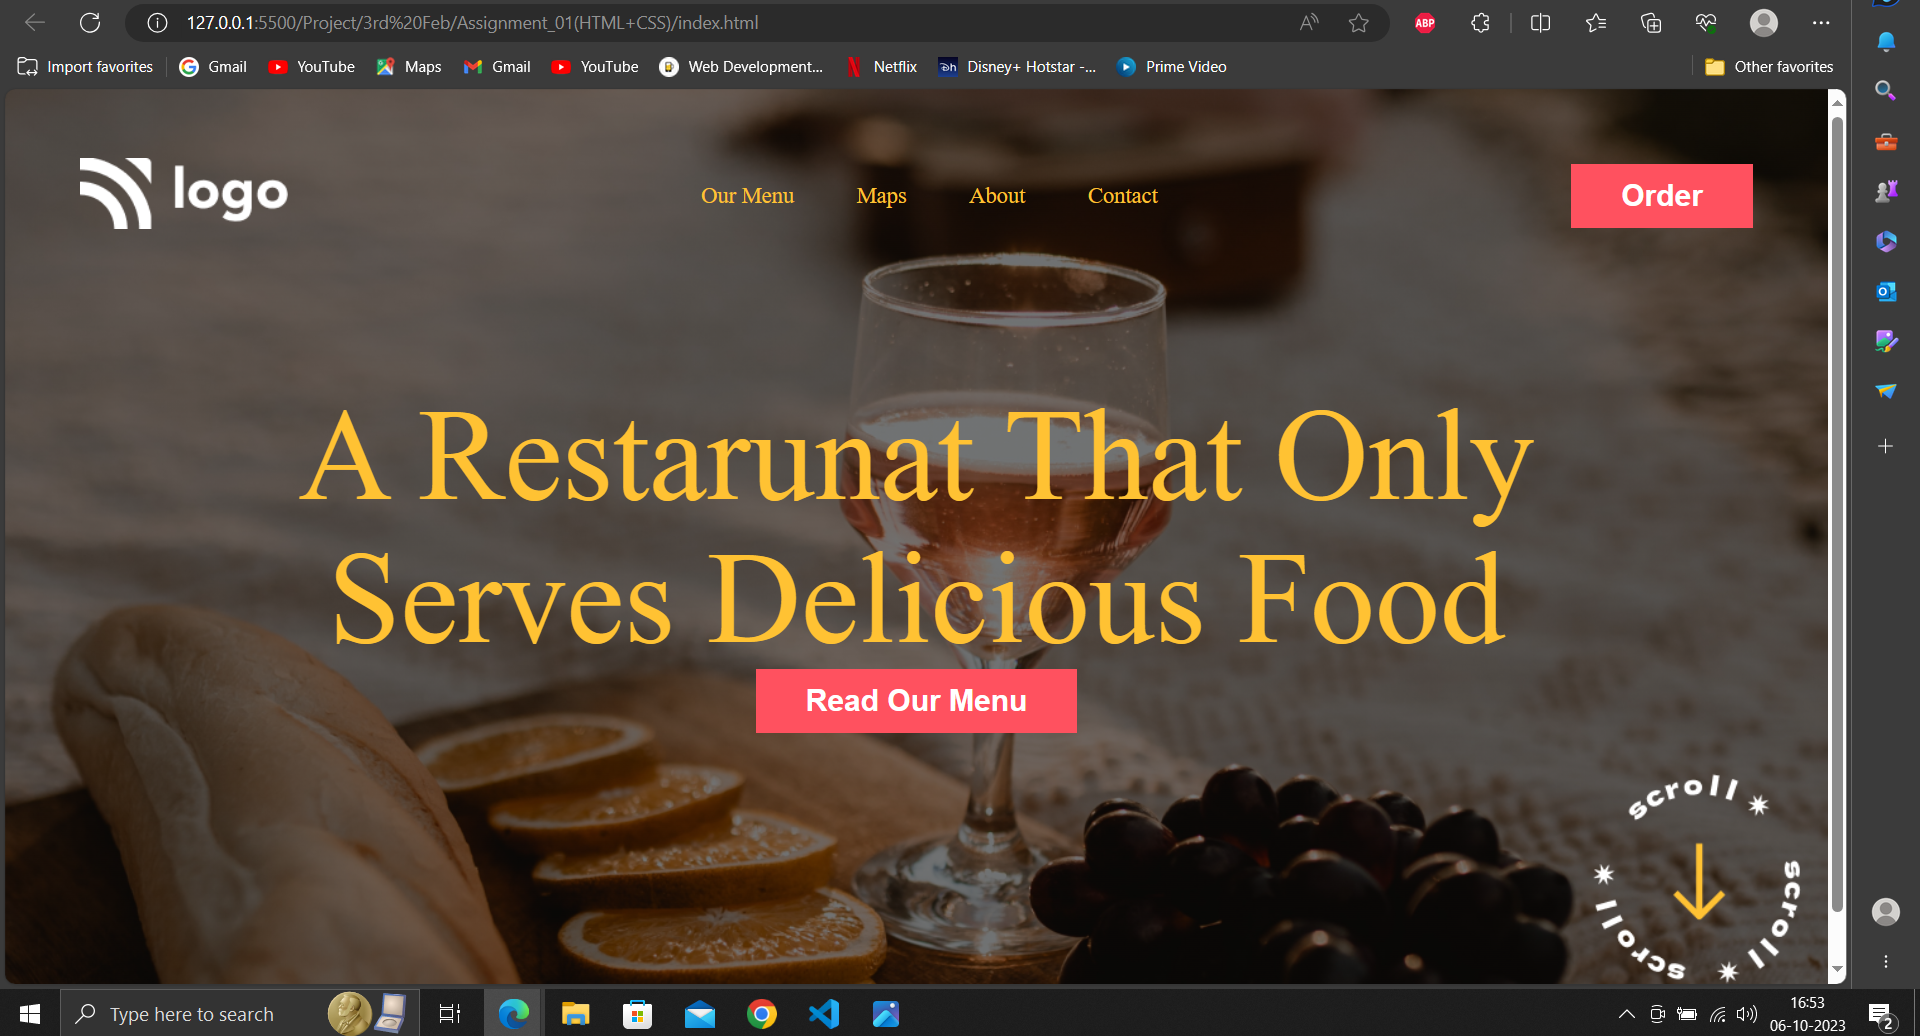 127.0.0.1:5500/Project/3rd%20Feb/Assignment_01(HTML+CSS)/index.html
ABP
Import favorites
Gmail
YouTube
Maps
Gmail
YouTube
Web Development...
Netflix
Disney+ Hotstar -...
Prime Video
Other favorites
logo
Our Menu
Maps
About
Contact
Order
A Restarunat That Only
Serves Delicious Food
Read Our Menu
scroll
scroll
scroll
Type here to search
16:53
06-10-2023
2